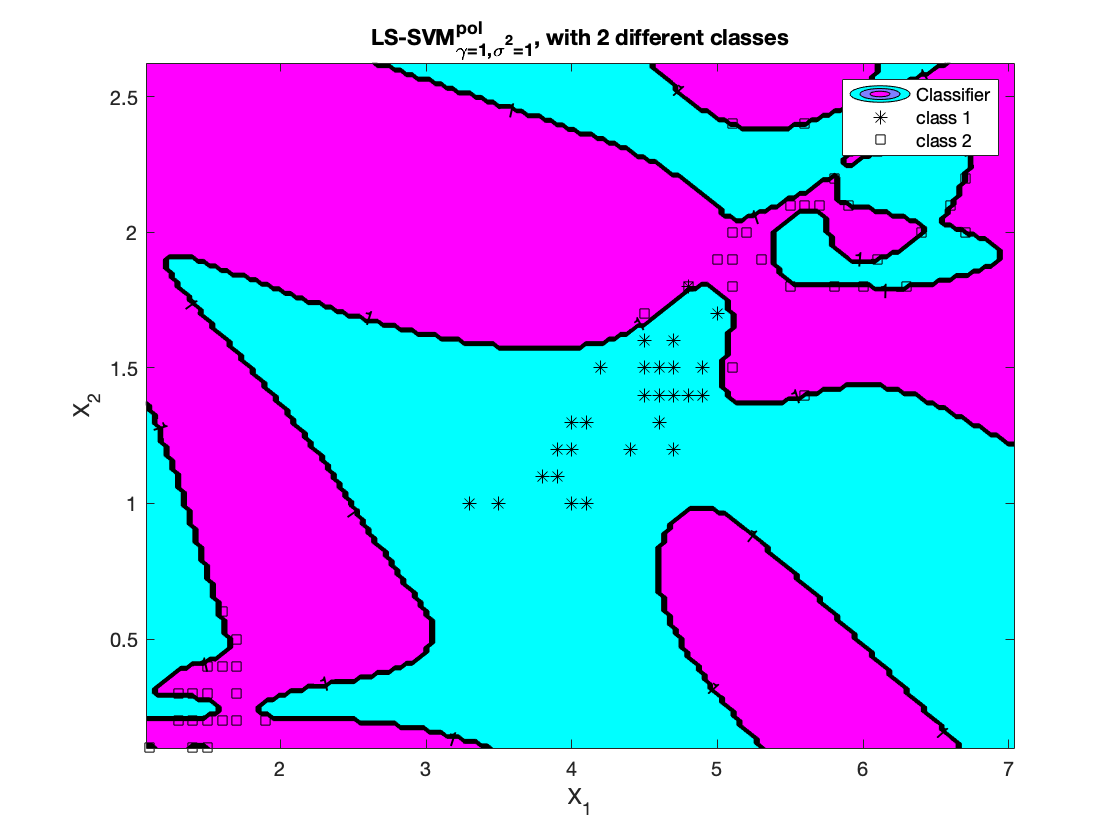 LS-SVM^pol_γ=1,σ²=1, with 2 different classes
Classifier
class 1
class 2
2.5
2
1.5
1
0.5
X₂
2 3 4 5 6 7
X₁